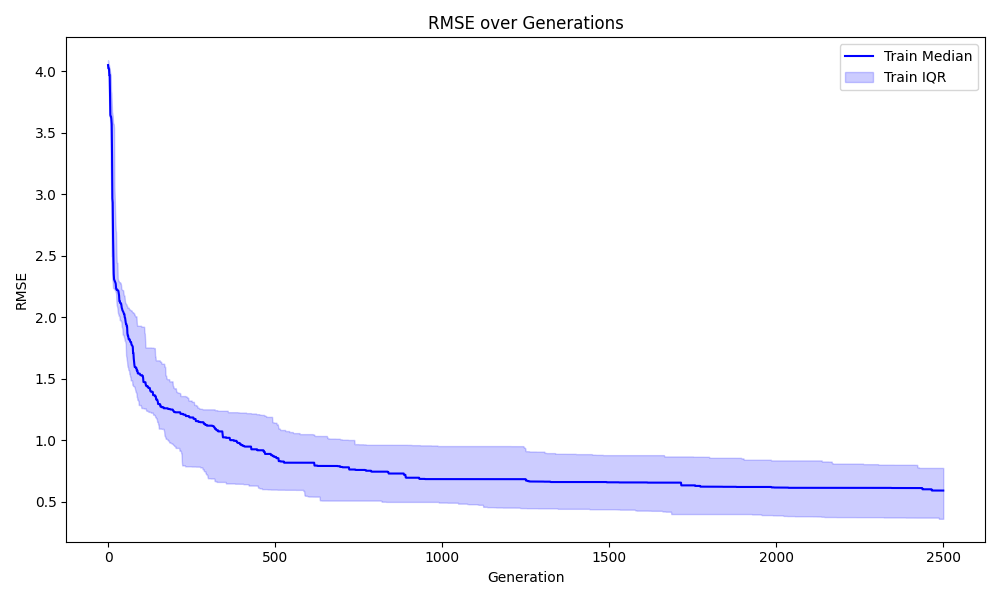 RMSE over Generations
Train Median
Train IQR
RMSE
4.0
3.5
3.0
2.5
2.0
1.5
1.0
0.5
0 500 1000 1500 2000 2500
Generation